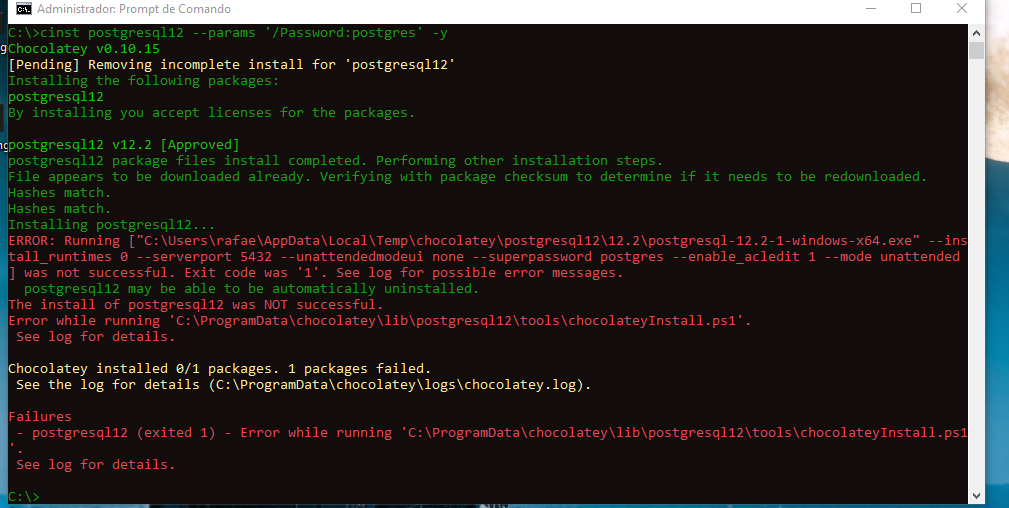 Administrador: Prompt de Comando
C:\>cinst postgresql12 --params '/Password:postgres' -y
Chocolatey v0.10.15
[Pending] Removing incomplete install for 'postgresql12'
Installing the following packages:
postgresql12
By installing you accept licenses for the packages.
postgresql12 v12.2 [Approved]
postgresql12 package files install completed. Performing other installation steps.
File appears to be downloaded already. Verifying with package checksum to determine if it needs to be redownloaded.
Hashes match.
Hashes match.
Installing postgresql12...
ERROR: Running ["C:\Users\rafae\AppData\Local\Temp\chocolatey\postgresql12\12.2\postgresql-12.2-1-windows-x64.exe" --ins
tall_runtimes 0 --serverport 5432 --unattendedmodeui none --superpassword postgres --enable_acledit 1 --mode unattended
] was not successful. Exit code was '1'. See log for possible error messages.
postgresql12 may be able to be automatically uninstalled.
The install of postgresql12 was NOT successful.
Error while running 'C:\ProgramData\chocolatey\lib\postgresql12\tools\chocolateyInstall.ps1'.
See log for details.
Chocolatey installed 0/1 packages. 1 packages failed.
See the log for details (C:\ProgramData\chocolatey\logs\chocolatey.log).
Failures
- postgresql12 (exited 1) - Error while running 'C:\ProgramData\chocolatey\lib\postgresql12\tools\chocolateyInstall.ps1
'.
See log for details.
C:\>